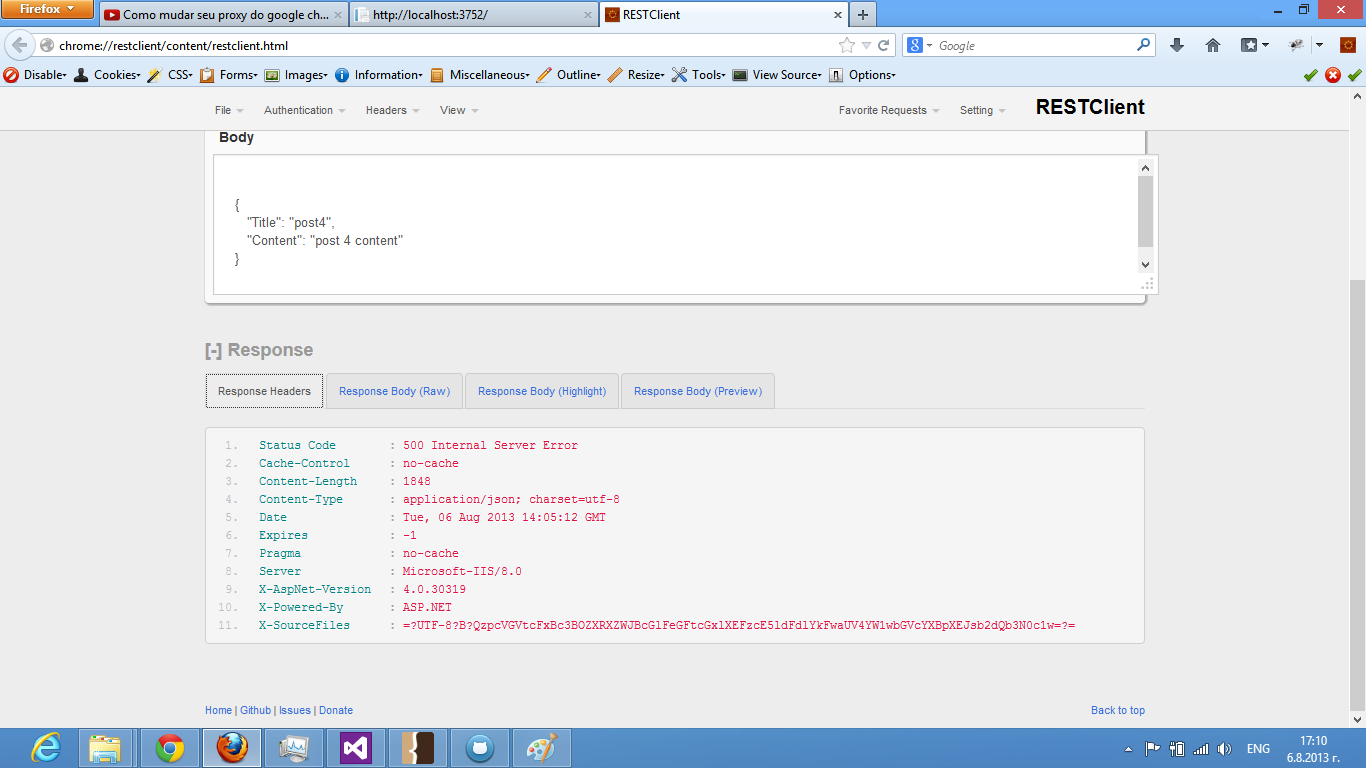 Firefox
Como mudar seu proxy do google ch...
http://localhost:3752/
RESTClient
chrome://restclient/content/restclient.html
Google
Disable Cookies CSS Forms Images Information Miscellaneous Outline Resize Tools View Source Options
File Authentication Headers View Favorite Requests Setting RESTClient
Body
{
"Title": "post4",
"Content": "post 4 content"
}
[-] Response
Response Headers Response Body (Raw) Response Body (Highlight) Response Body (Preview)
1. Status Code : 500 Internal Server Error
2. Cache-Control : no-cache
3. Content-Length : 1848
4. Content-Type : application/json; charset=utf-8
5. Date : Tue, 06 Aug 2013 14:05:12 GMT
6. Expires : -1
7. Pragma : no-cache
8. Server : Microsoft-IIS/8.0
9. X-AspNet-Version : 4.0.30319
10. X-Powered-By : ASP.NET
11. X-SourceFiles :
Home | Github | Issues | Donate Back to top
ENG
17:10
6.8.2013 г.